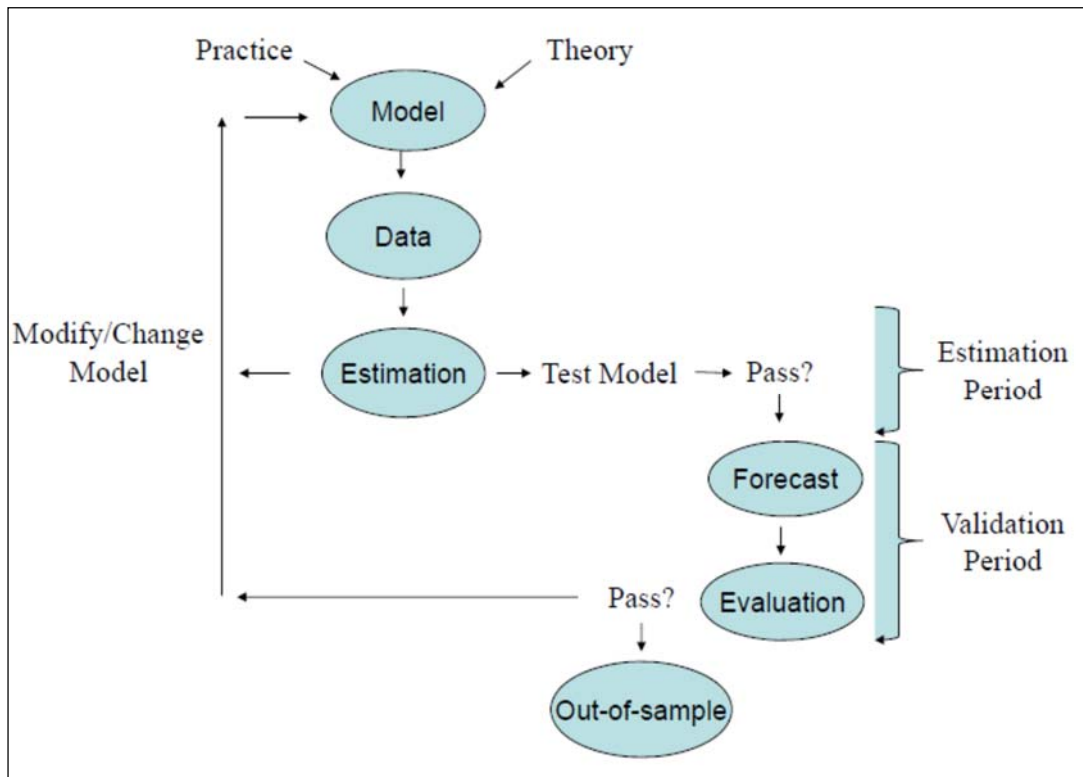 Practice
Theory
Model
Data
Modify/Change
Model
Estimation
Test Model
Pass?
Estimation
Period
Forecast
Validation
Period
Pass?
Evaluation
Out-of-sample